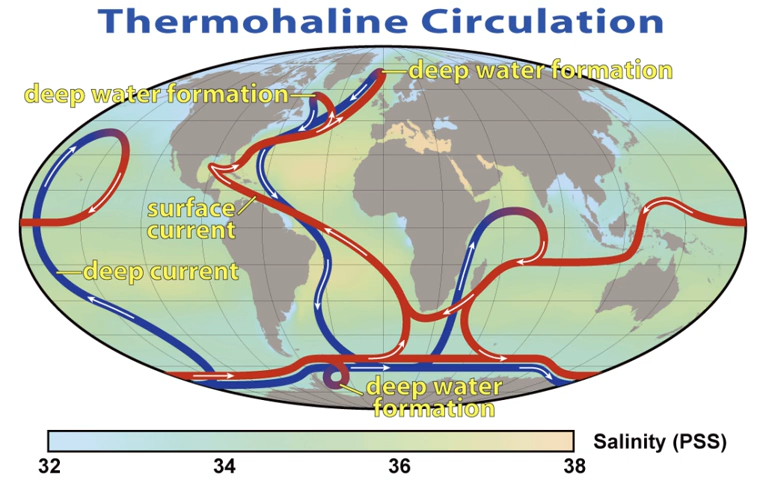 Thermohaline Circulation
deep water formation
deep water formation
surface
current
deep current
deep water
formation
Salinity (PSS)
32 34 36 38